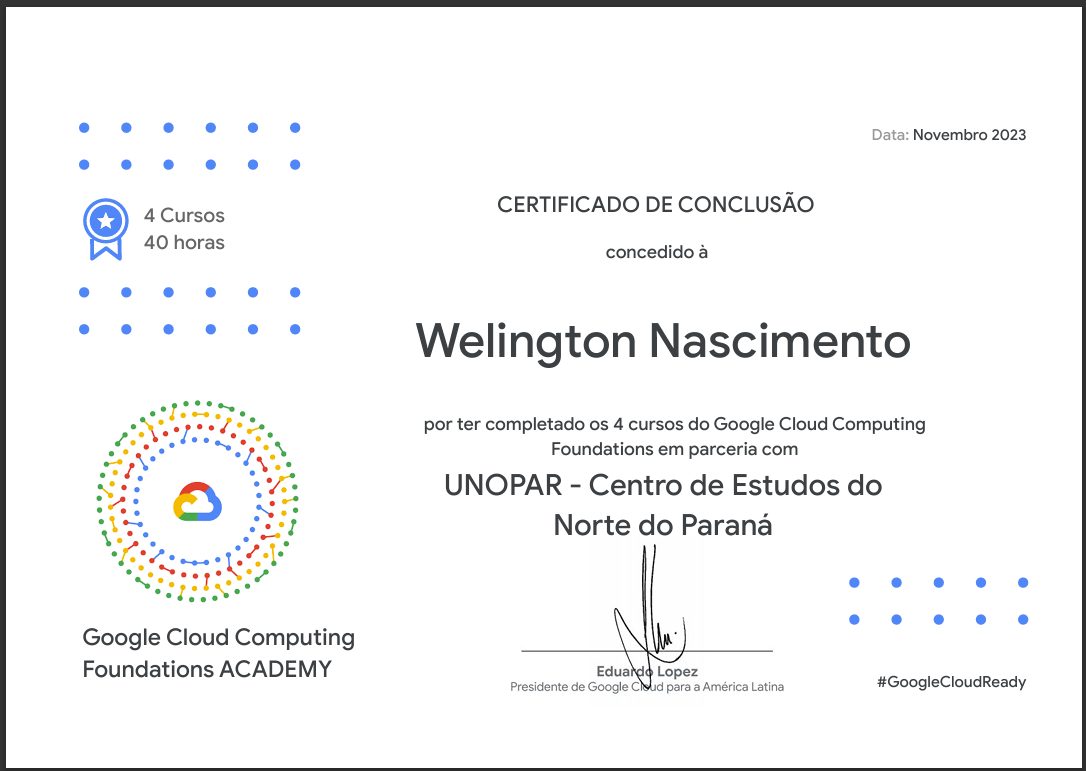 Data: Novembro 2023
4 Cursos
40 horas
CERTIFICADO DE CONCLUSÃO
concedido à
Welington Nascimento
por ter completado os 4 cursos do Google Cloud Computing
Foundations em parceria com
UNOPAR - Centro de Estudos do
Norte do Paraná
Eduardo Lopez
Presidente de Google Cloud para a América Latina
Google Cloud Computing
Foundations ACADEMY
#GoogleCloudReady